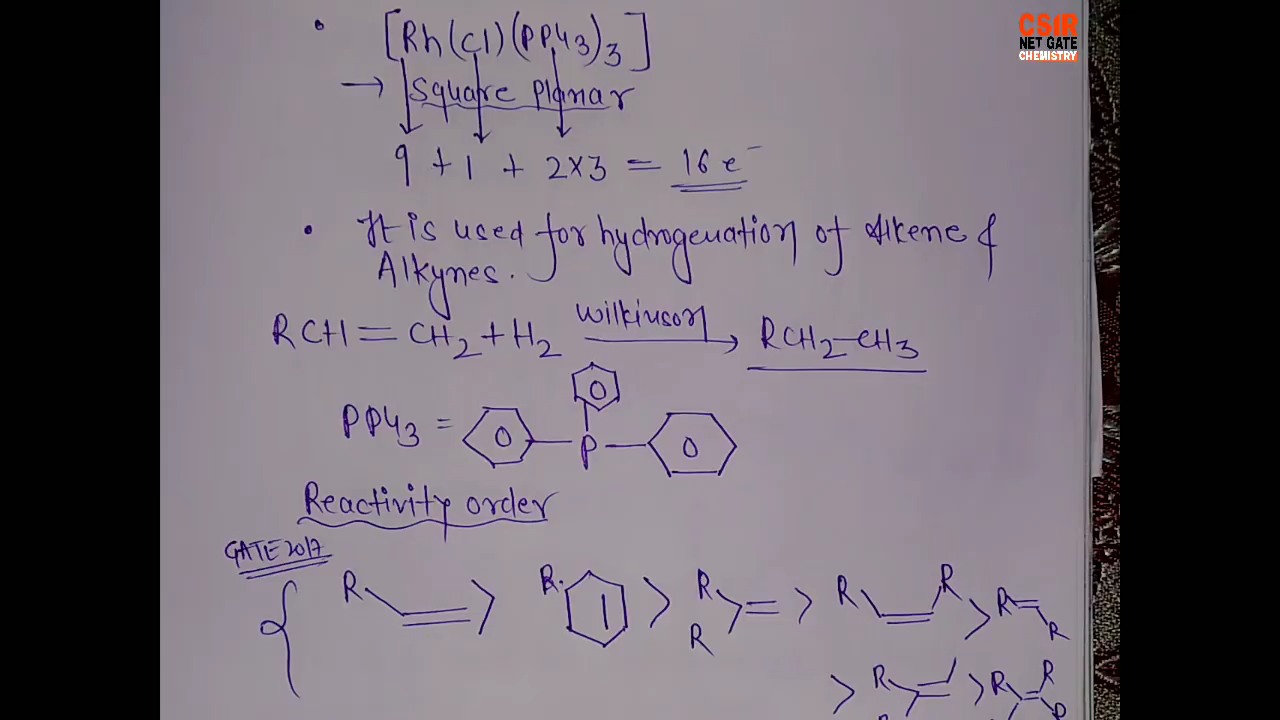 • [Rh(Cl)(PPh3)3]
→ Square Planar
9 + 1 + 2×3 = 16 e⁻
• It is used for hydrogenation of Alkene &
Alkynes.
RCH=CH2+H2 Wilkinson → RCH2-CH3
PPh3 = P
Reactivity order
GATE 2017
{ R > R > R R > R R > R R
> R > R R R
CSIR
NET GATE
CHEMISTRY